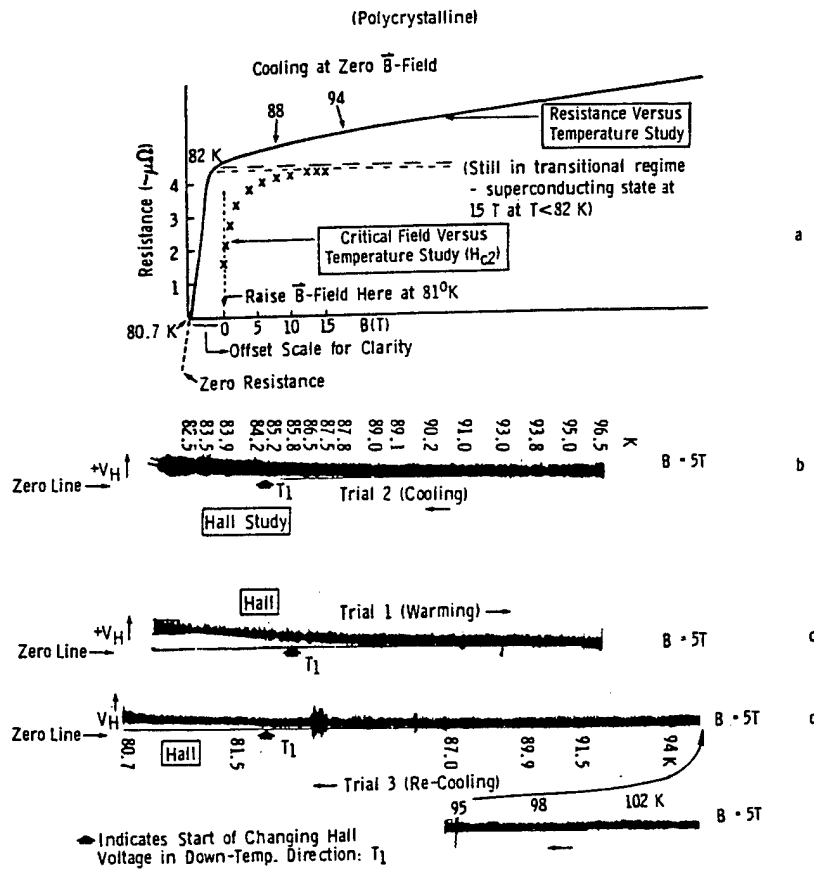 (Polycrystalline)
Cooling at Zero B-Field
94
88
Resistance Versus
Temperature Study
82 K
(Still in transitional regime
- superconducting state at
15 T at T<82 K)
Resistance (~μΩ)
4
3
2
1
Critical Field Versus
Temperature Study (Hc2)
a
Raise B-Field Here at 81°K
80.7 K
0 5 10 15 B(T)
Offset Scale for Clarity
Zero Resistance
82.5 83.5 83.9 84.2 85.2 85.8 86.5 87.5 87.8 89.0 89.1 90.2 91.0 93.0 93.8 95.0 96.5 K
+VH
B = 5T
b
Zero Line
T1
Trial 2 (Cooling)
Hall Study
Hall
Trial 1 (Warming)
+VH
B = 5T
Zero Line
T1
VH
B = 5T
Zero Line
80.7
Hall
81.5
T1
87.0 89.9 91.5 94K
Trial 3 (Re-Cooling)
95 98 102 K
B = 5T
Indicates Start of Changing Hall
Voltage in Down-Temp. Direction: T1